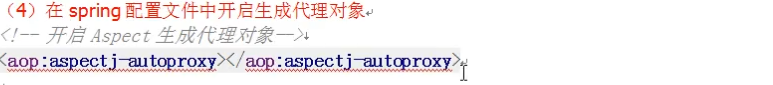 （4）在 spring 配置文件中开启生成代理对象
<!-- 开启 Aspect 生成代理对象-->
<aop:aspectj-autoproxy></aop:aspectj-autoproxy>